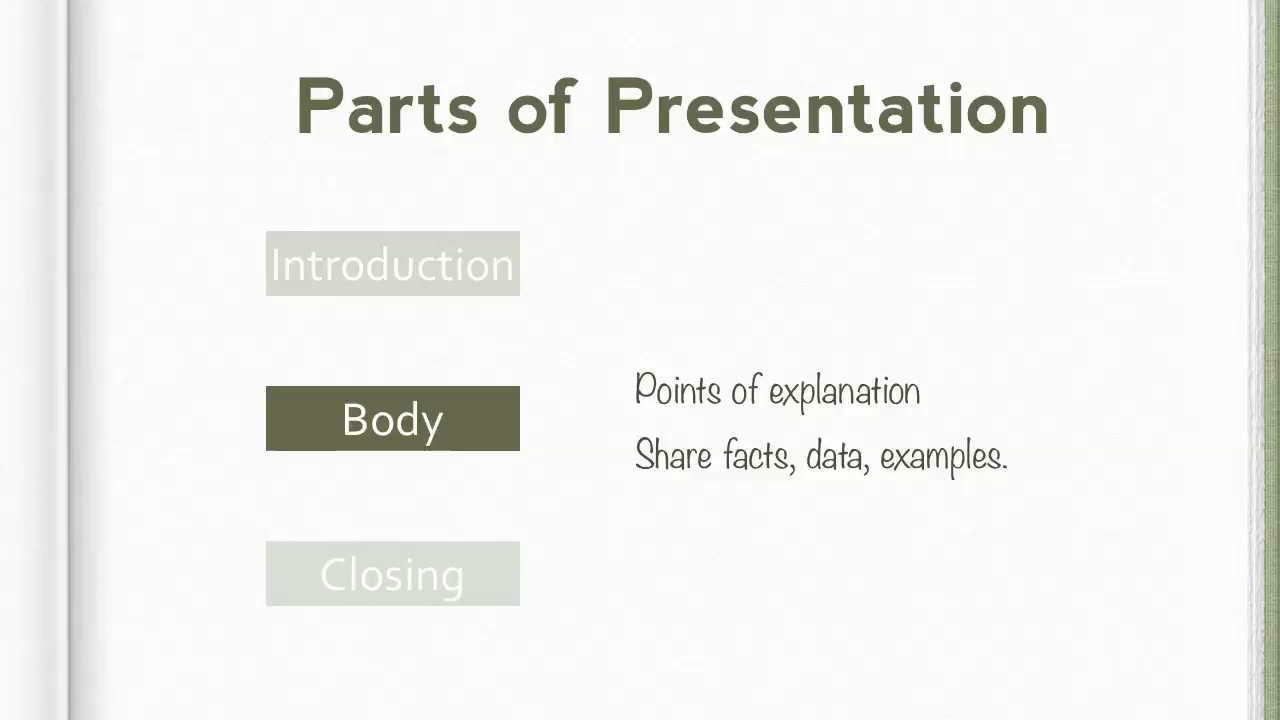 Parts of Presentation
Introduction
Body
Points of explanation
Share facts, data, examples.
Closing